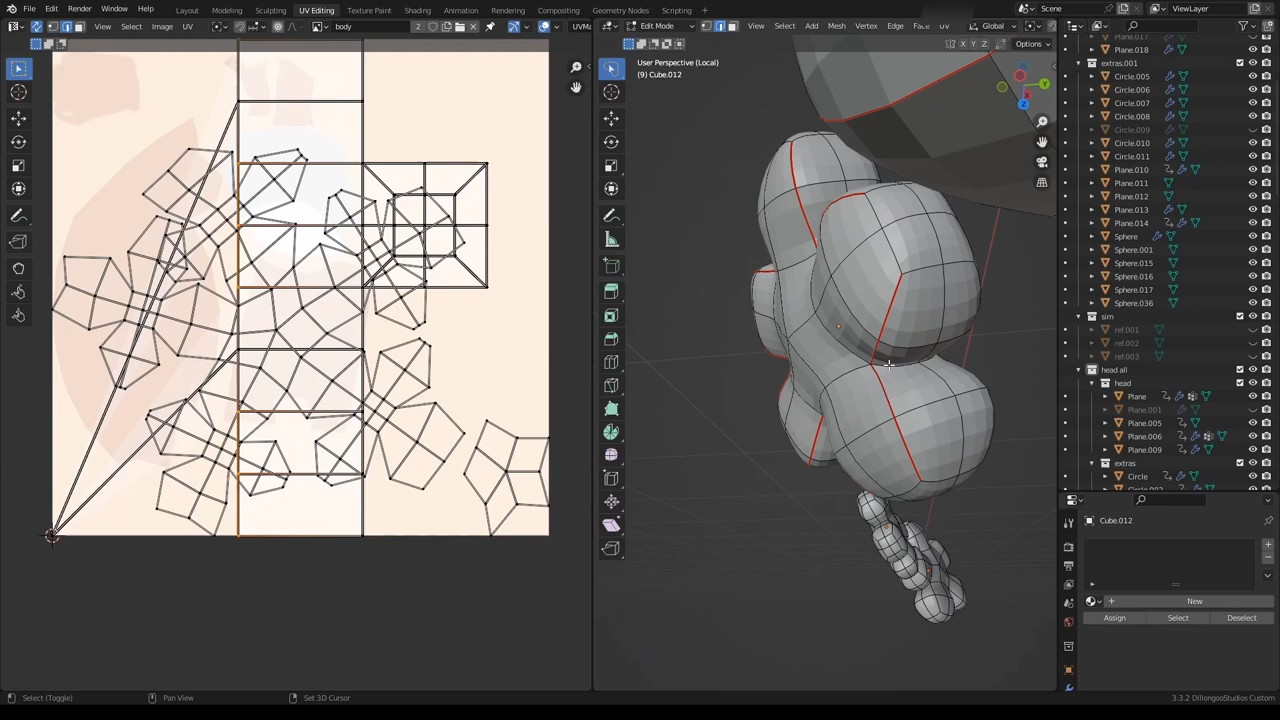 File Edit Render Window Help Layout Modeling Sculpting UV Editing Texture Paint Shading Animation Rendering Compositing Geometry Nodes Scripting + Scene ViewLayer
View Select Image UV body 2 UVMa Edit Mode View Select Add Mesh Vertex Edge Face UV Global
X Y Z Options
User Perspective (Local)
(9) Cube.012
Plane.017
Plane.018
extras.001
Circle.005
Circle.006
Circle.007
Circle.008
Circle.009
Circle.010
Circle.011
Plane.010
Plane.011
Plane.012
Plane.013
Plane.014
Sphere
Sphere.001
Sphere.015
Sphere.016
Sphere.017
Sphere.036
sim
ref.001
ref.002
ref.003
head all
head
Plane
Plane.001
Plane.005
Plane.006
Plane.009
extras
Circle
Cube.012
New
Assign Select Deselect
Select (Toggle) Pan View Set 3D Cursor 3.3.2 DillongooStudios Custom